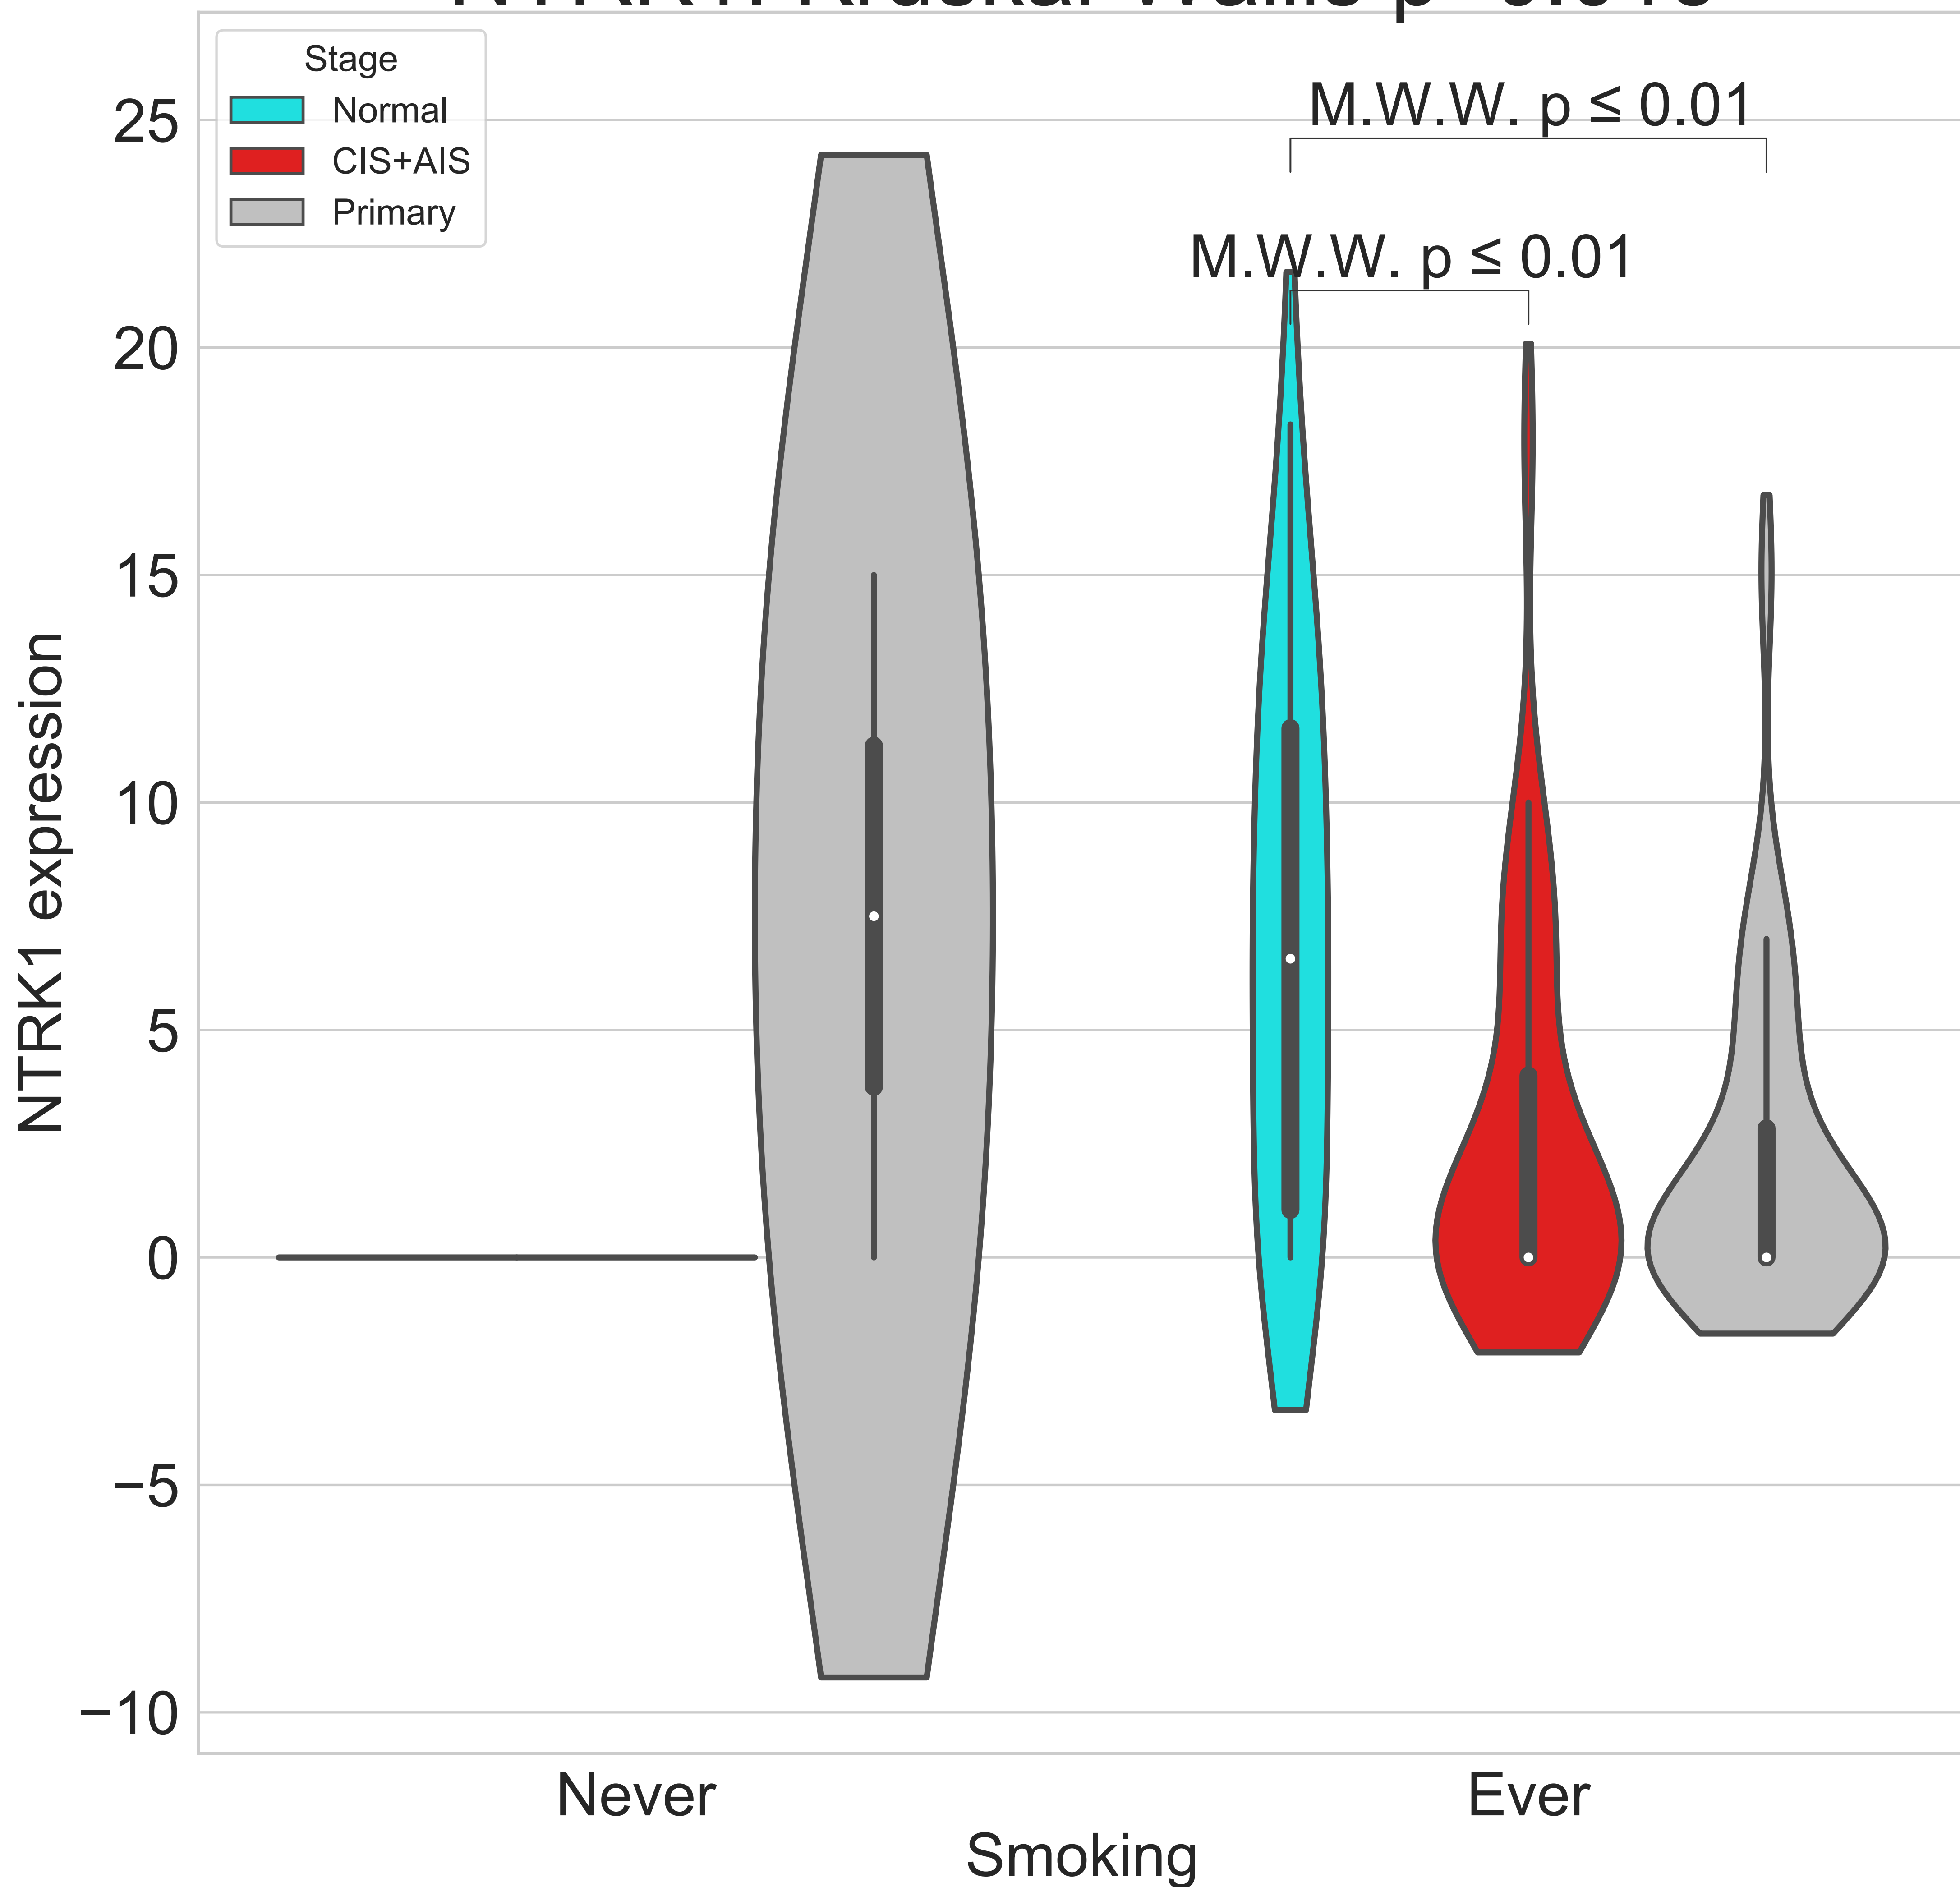 Stage
Normal
CIS+AIS
Primary
M.W.W. p ≤ 0.01
M.W.W. p ≤ 0.01
25
20
15
10
5
0
−5
−10
NTRK1 expression
Never
Ever
Smoking